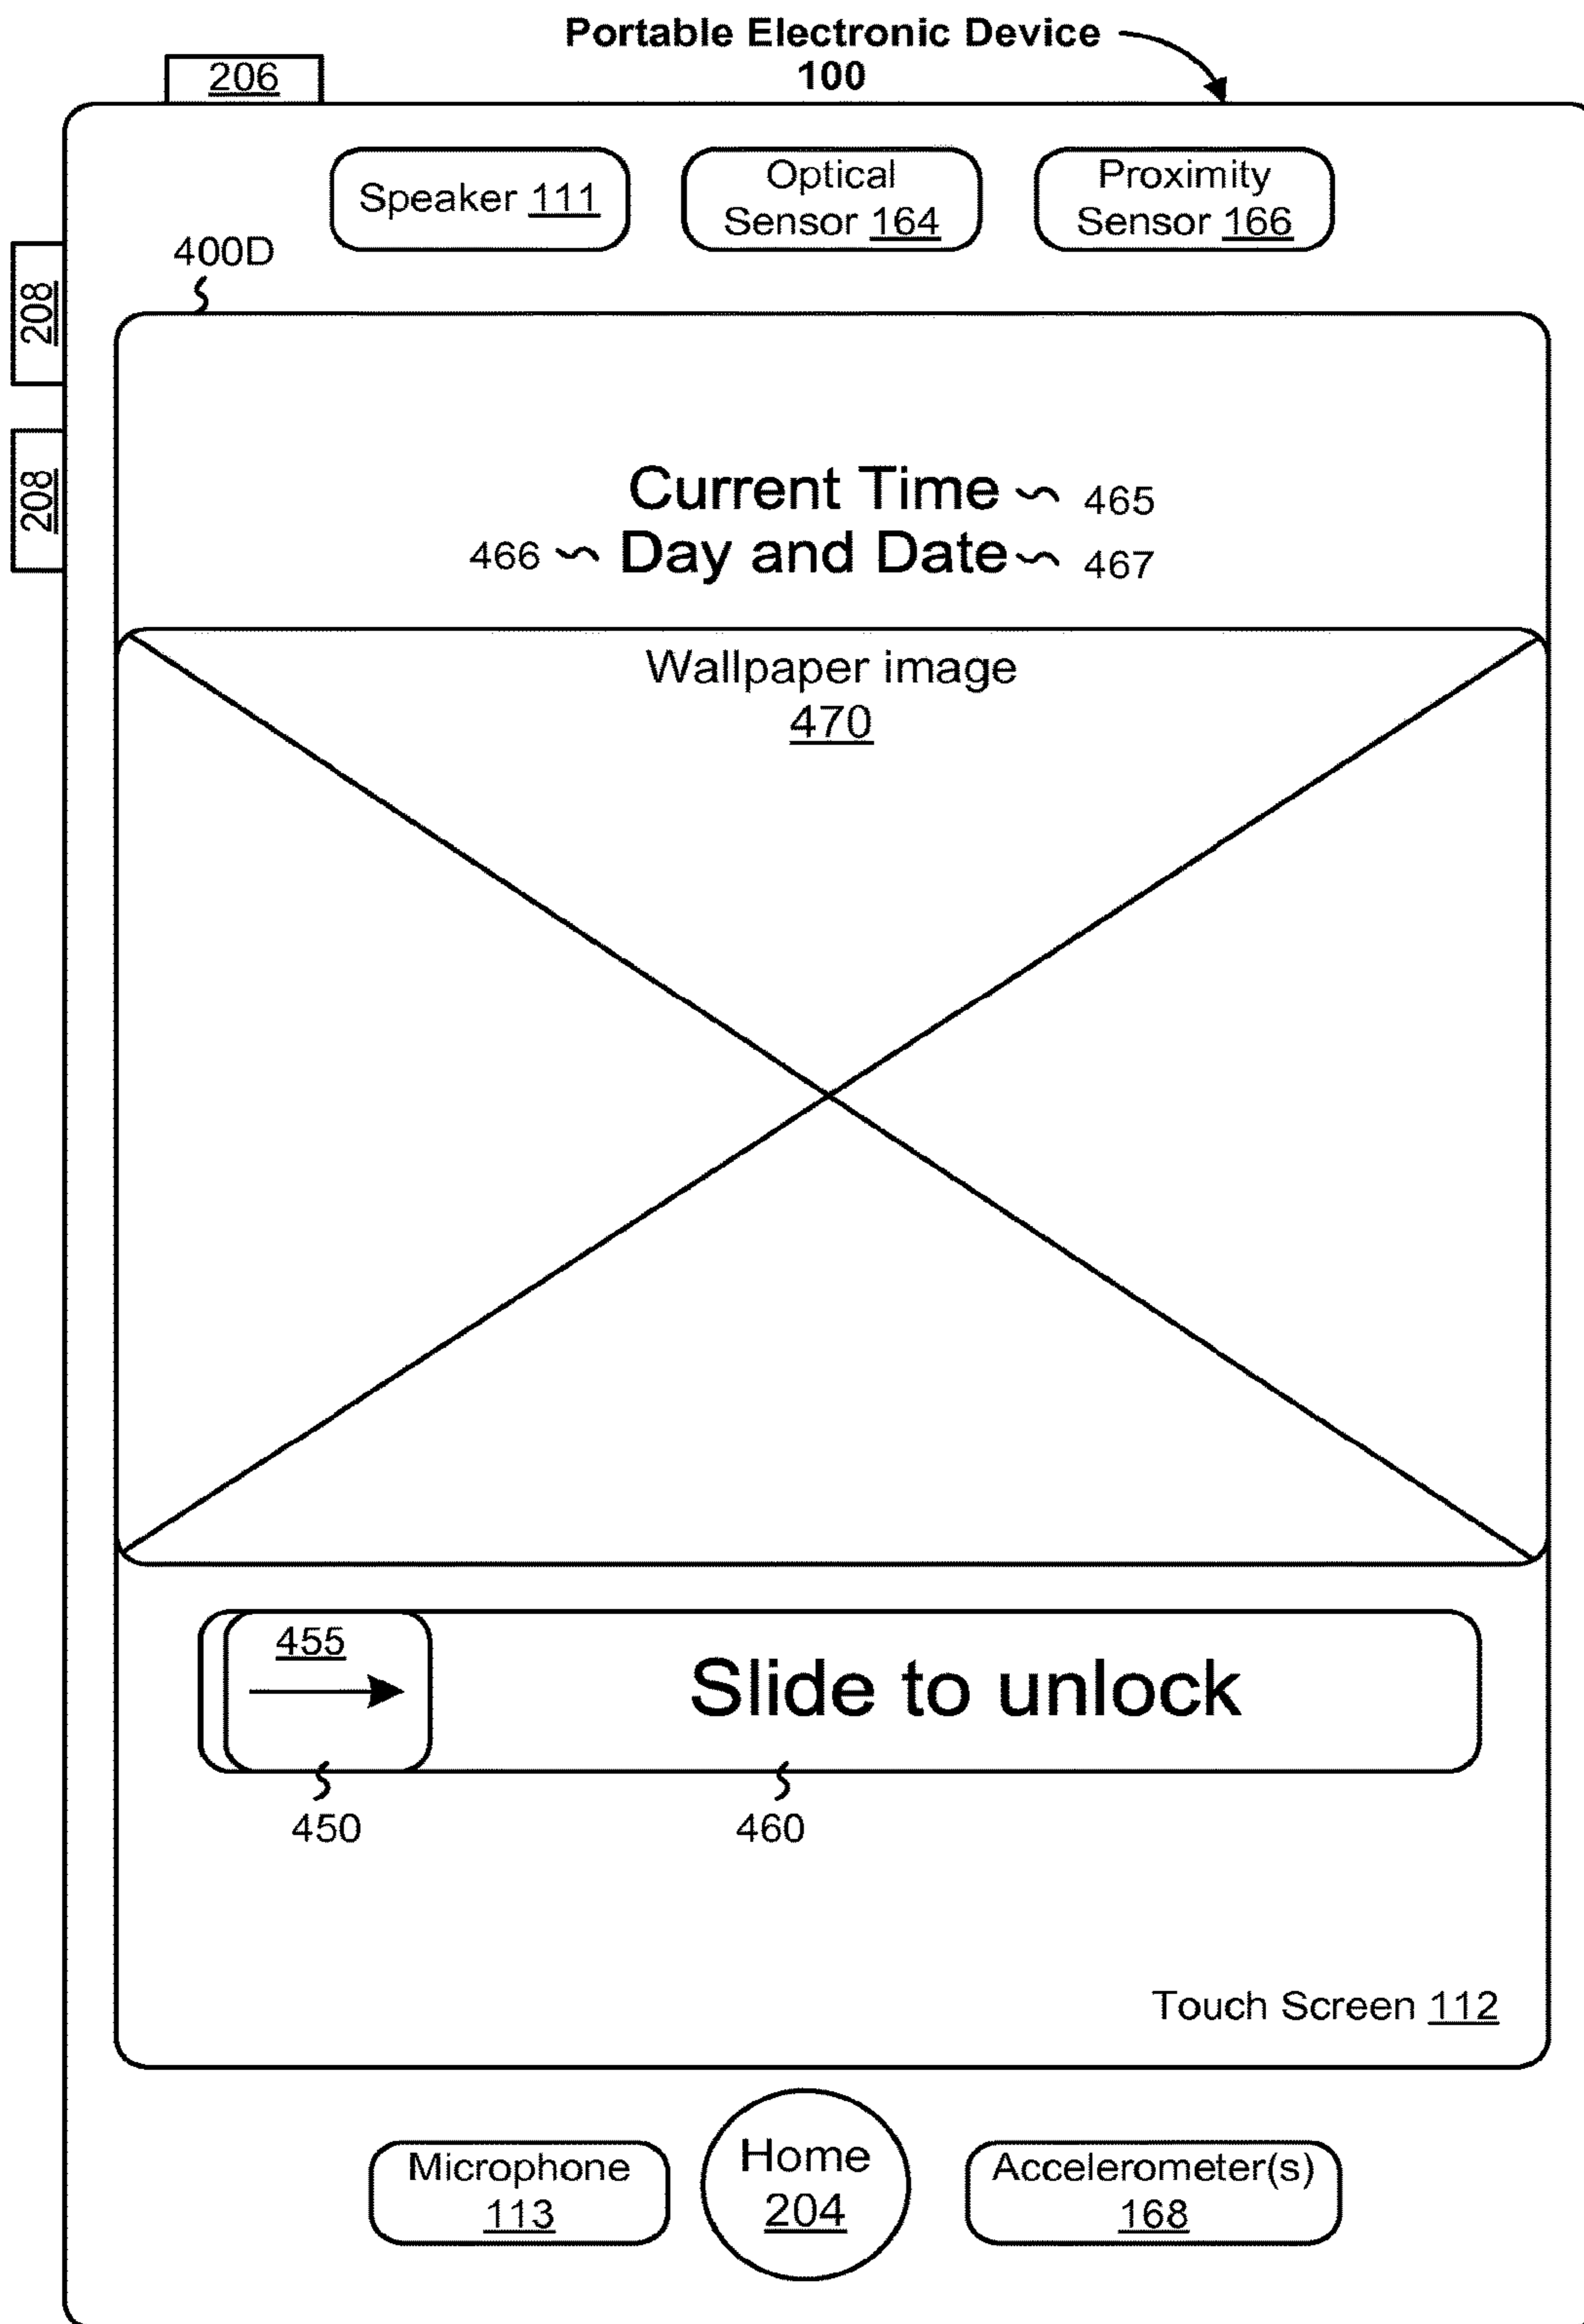 Portable Electronic Device
100
206
Speaker 111
Optical
Sensor 164
Proximity
Sensor 166
400D
208
208
Current Time 465
466 Day and Date 467
Wallpaper image
470
455
Slide to unlock
450
460
Touch Screen 112
Microphone
113
Home
204
Accelerometer(s)
168